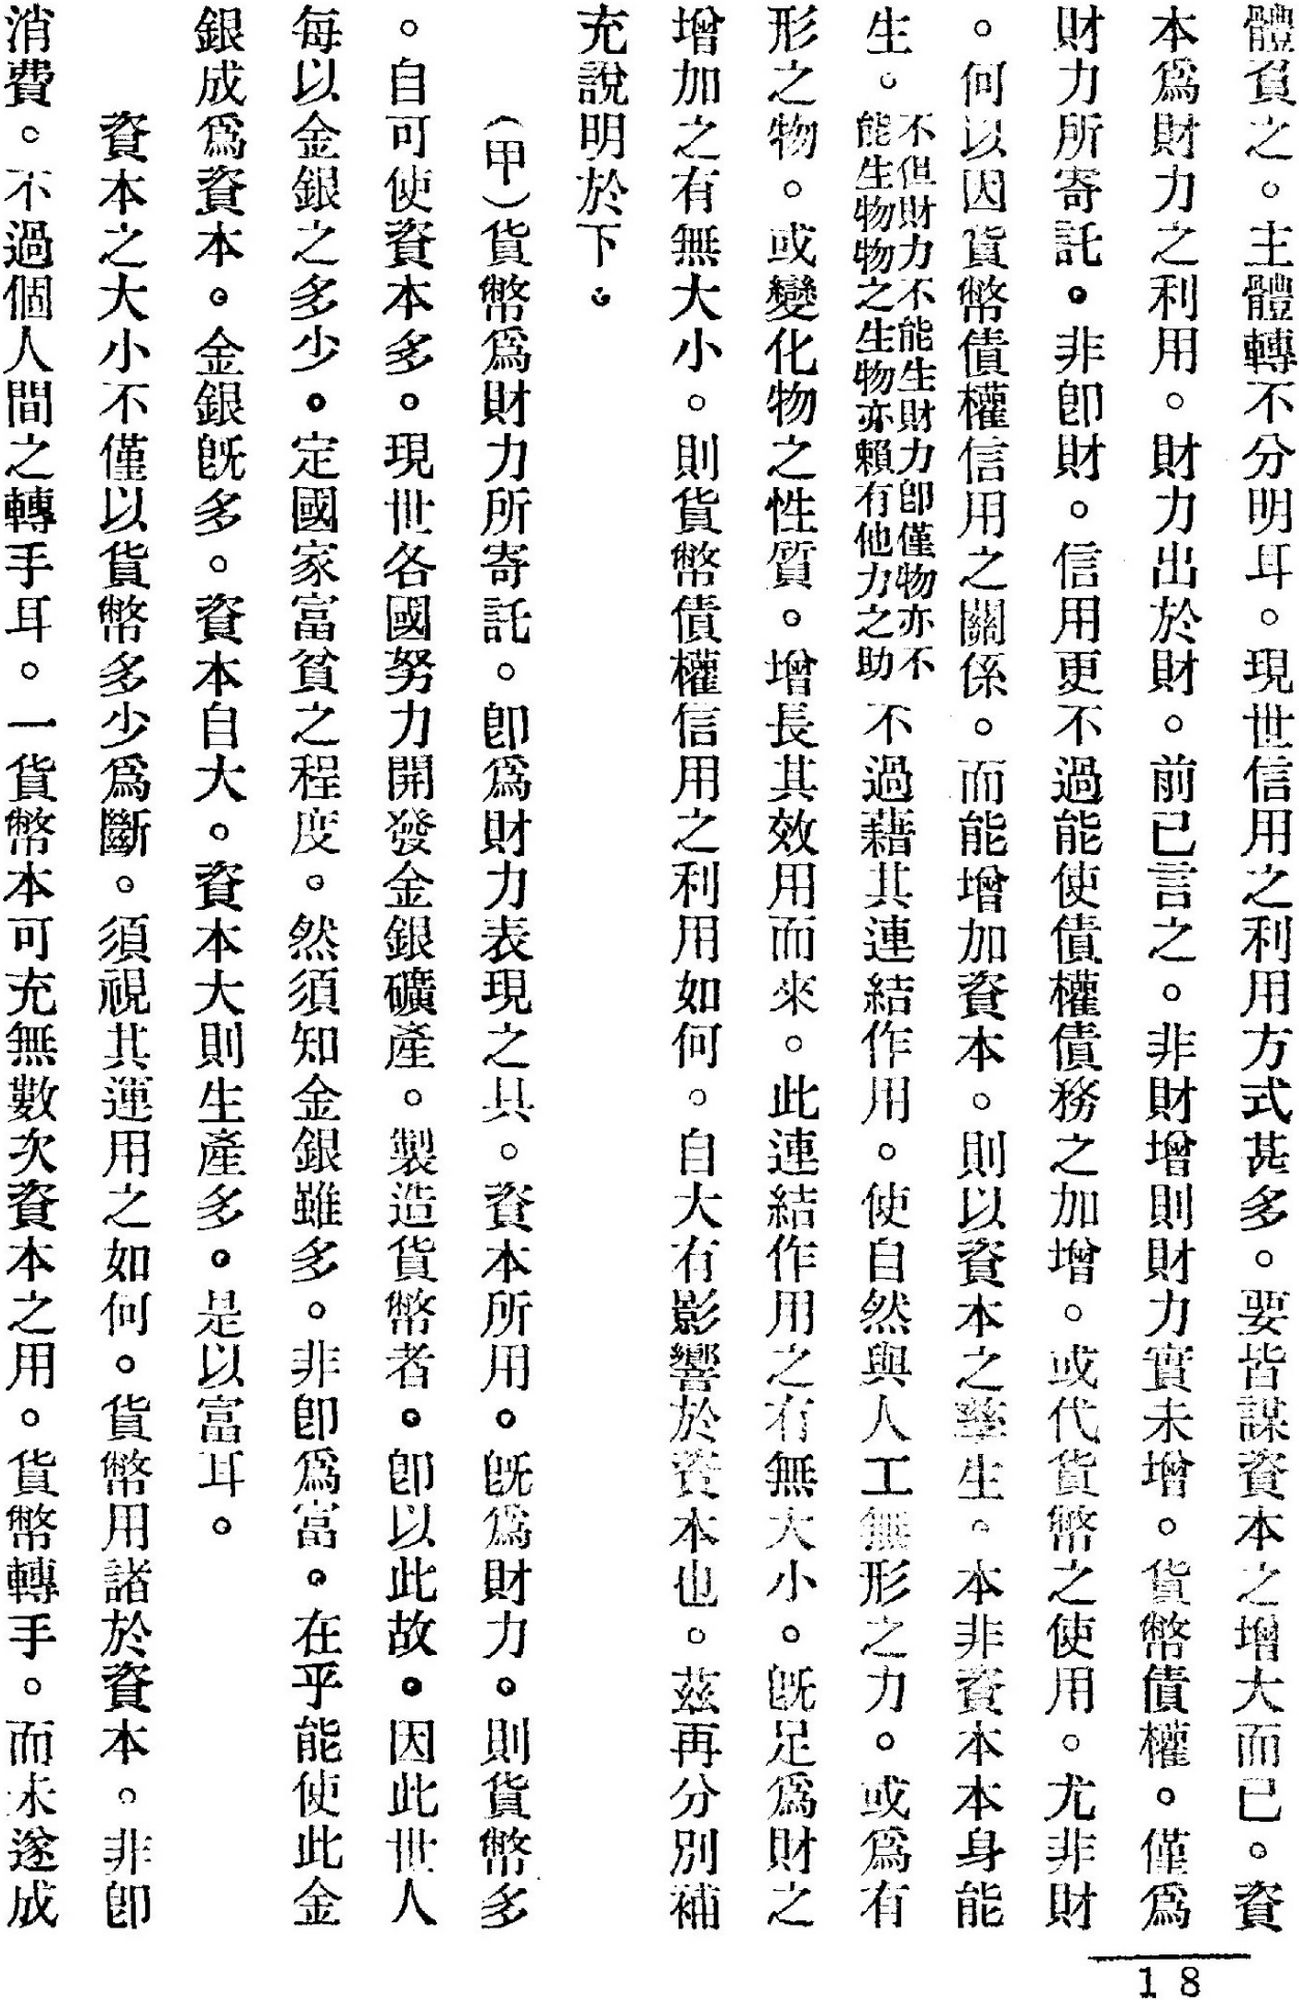 體貧之。主體轉不分明耳。現世信用之利用方式甚多。要皆謀資本之增大而已。資
本爲財力之利用。財力出於財。前已言之。非財增則財力實未增。貨幣債權。僅爲
財力所寄託。非卽財。信用更不過能使債權債務之加增。或代貨幣之使用。尤非財
。何以因貨幣債權信用之關係。而能增加資本。則以資本之孳生。本非資本本身能
生。不但財力不能生財力卽僅物亦不能生物物之生物亦賴有他力之助不過藉其連結作用。使自然與人工無形之力。或爲有
形之物。或變化物之性質。增長其效用而來。此連結作用之有無大小。旣足爲財之
增加之有無大小。則貨幣債權信用之利用如何。自大有影響於資本也。茲再分別補
充說明於下。
（甲）貨幣爲財力所寄託。卽爲財力表現之具。資本所用。旣爲財力。則貨幣多
。自可使資本多。現世各國努力開發金銀礦產。製造貨幣者。卽以此故。因此世人
每以金銀之多少。定國家富貧之程度。然須知金銀雖多。非卽爲富。在乎能使此金
銀成爲資本。金銀旣多。資本自大。資本大則生產多。是以富耳。
資本之大小不僅以貨幣多少爲斷。須視其運用之如何。貨幣用諸於資本。非卽
消費。不過個人間之轉手耳。一貨幣本可充無數次資本之用。貨幣轉手。而未遂成
18